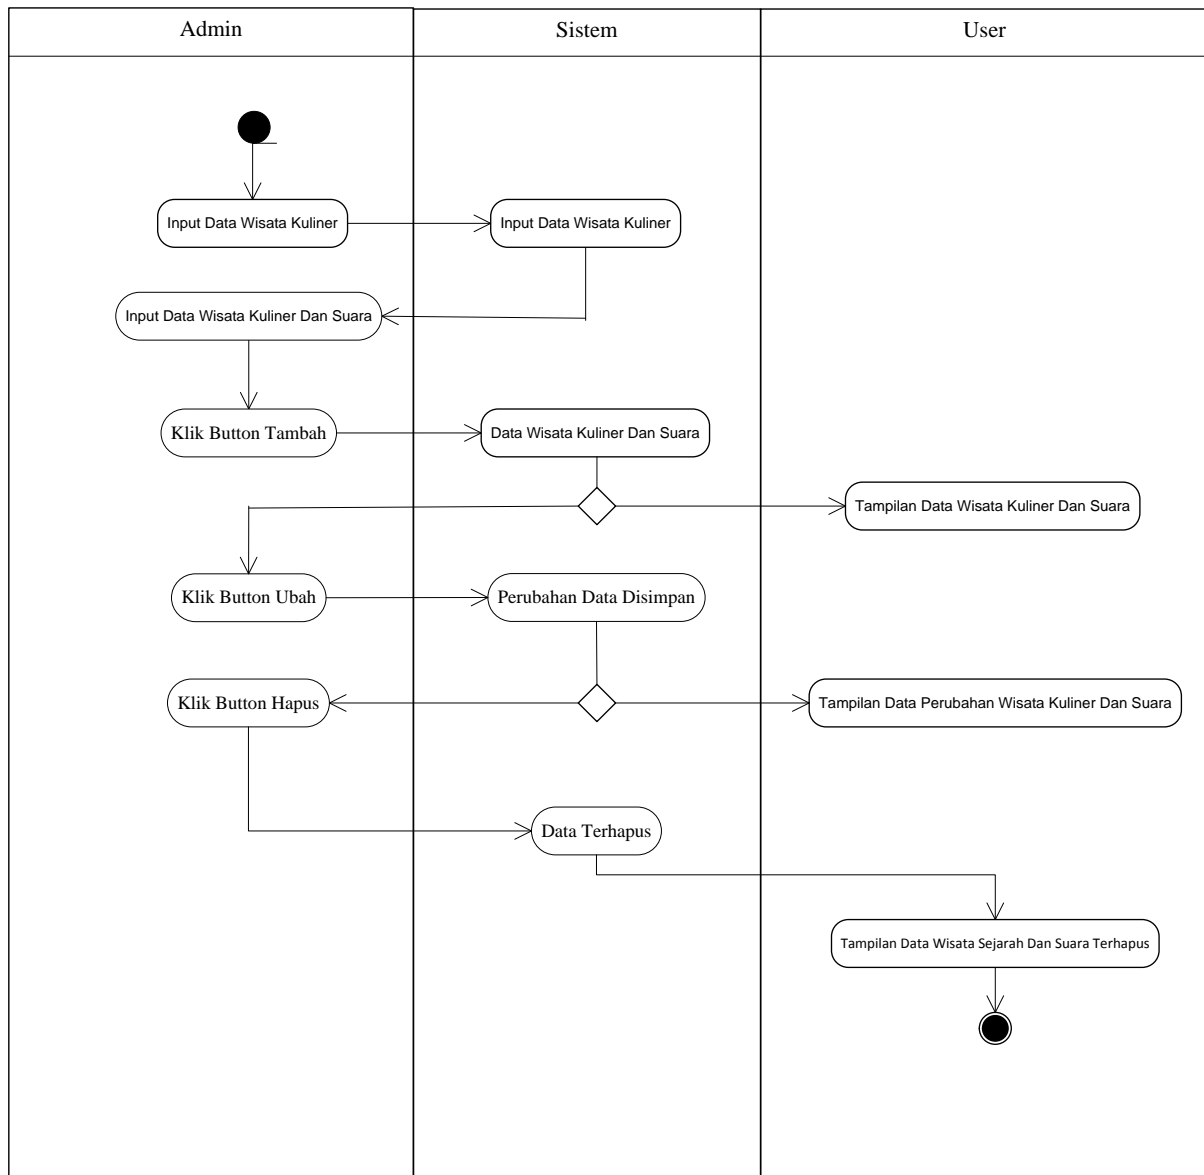 Admin
Sistem
User
Input Data Wisata Kuliner
Input Data Wisata Kuliner
Input Data Wisata Kuliner Dan Suara
Klik Button Tambah
Data Wisata Kuliner Dan Suara
Tampilan Data Wisata Kuliner Dan Suara
Klik Button Ubah
Perubahan Data Disimpan
Klik Button Hapus
Tampilan Data Perubahan Wisata Kuliner Dan Suara
Data Terhapus
Tampilan Data Wisata Sejarah Dan Suara Terhapus